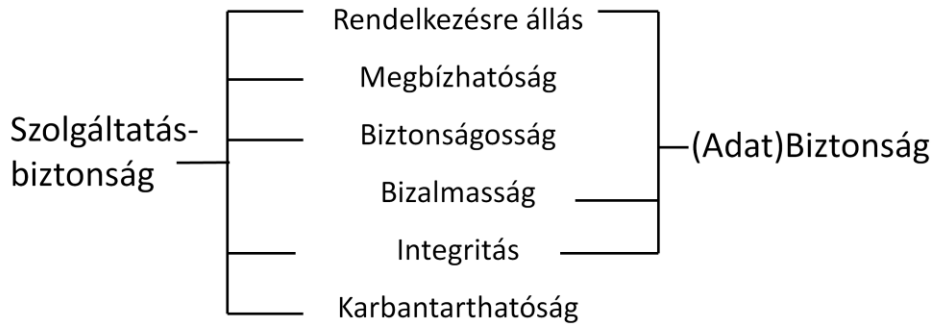 Rendelkezésre állás
Megbízhatóság
Szolgáltatás-
biztonság
Biztonságosság
(Adat)Biztonság
Bizalmasság
Integritás
Karbantarthatóság